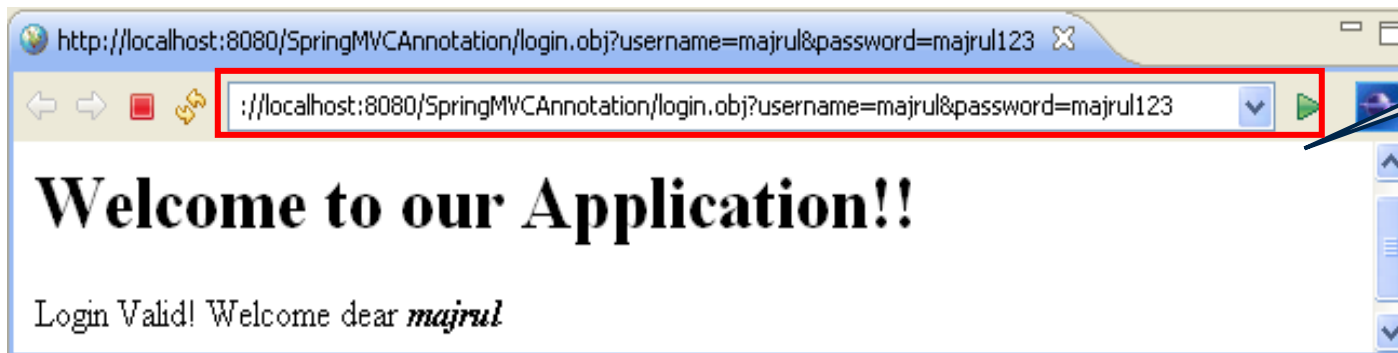 http://localhost:8080/SpringMVCAnnotation/login.obj?username=majrul&password=majrul123
://localhost:8080/SpringMVCAnnotation/login.obj?username=majrul&password=majrul123
Welcome to our Application!!
Login Valid! Welcome dear majrul